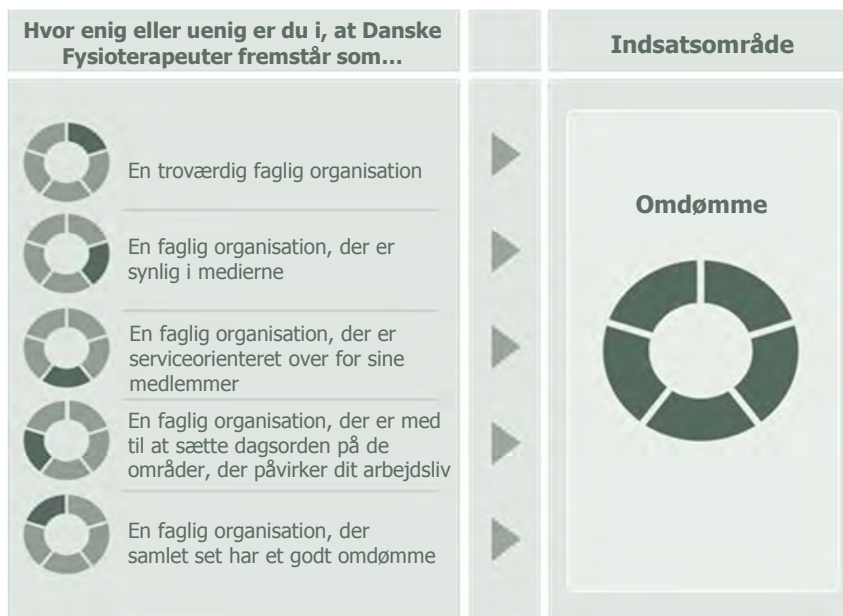 Hvor enig eller uenig er du i, at Danske
Fysioterapeuter fremstår som...
Indsatsområde
En troværdig faglig organisation
En faglig organisation, der er
synlig i medierne
En faglig organisation, der er
serviceorienteret over for sine
medlemmer
En faglig organisation, der er med
til at sætte dagsorden på de
områder, der påvirker dit arbejdsliv
En faglig organisation, der
samlet set har et godt omdømme
Omdømme